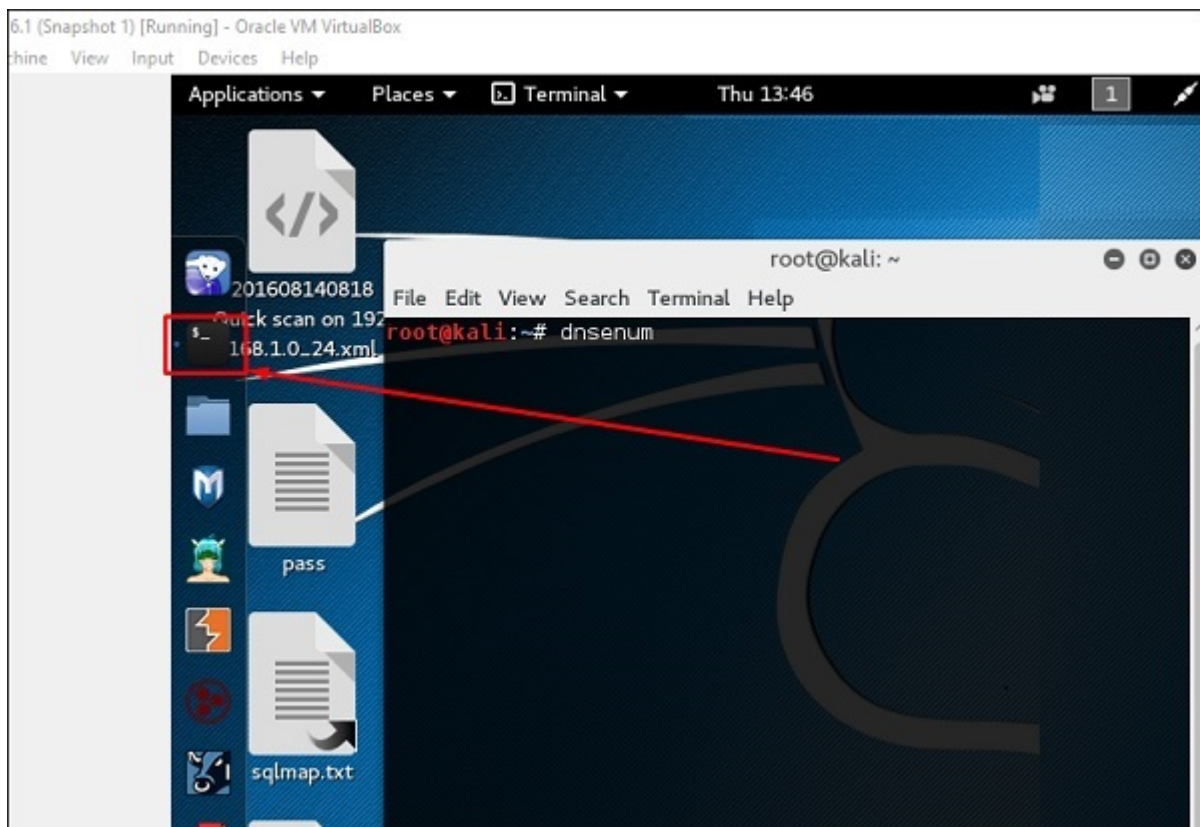 6.1 (Snapshot 1) [Running] - Oracle VM VirtualBox
chine View Input Devices Help
Applications Places Terminal Thu 13:46 1
root@kali: ~
File Edit View Search Terminal Help
root@kali:~# dnsenum
201608140818
Quick scan on 192
168.1.0_24.xml
$_
pass
sqlmap.txt